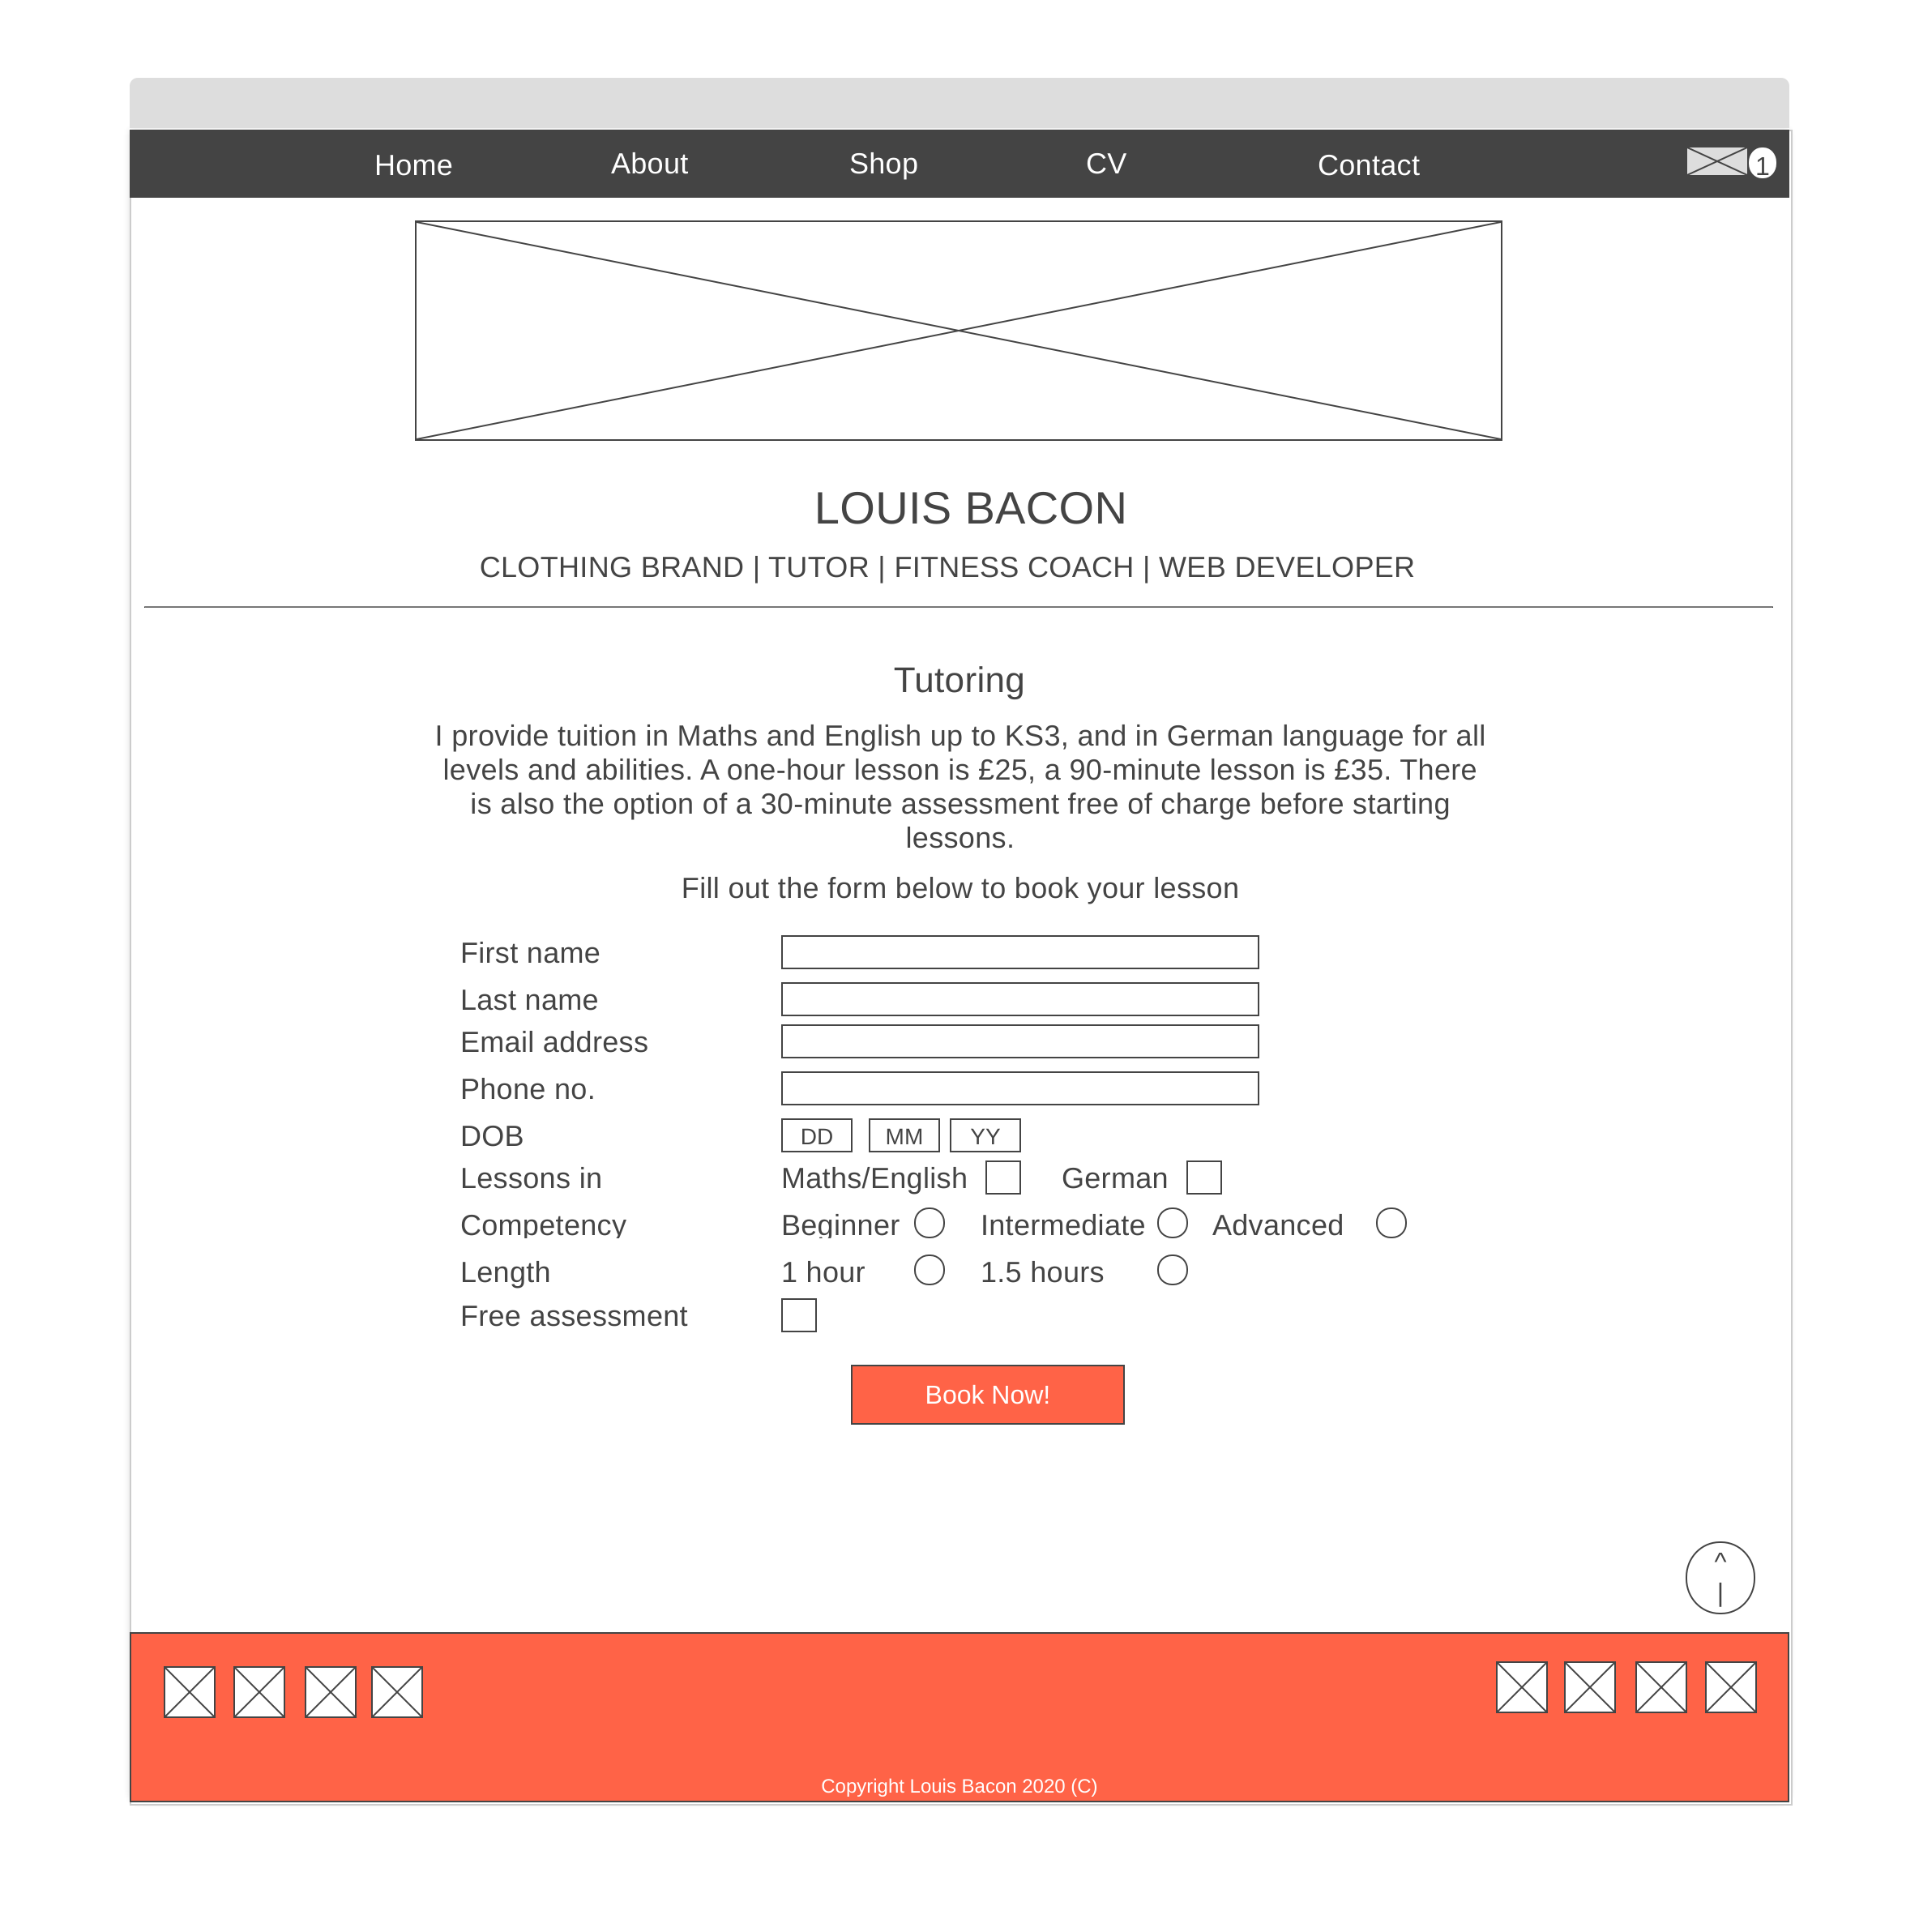 Home About Shop CV Contact 1
LOUIS BACON
CLOTHING BRAND | TUTOR | FITNESS COACH | WEB DEVELOPER
Tutoring
I provide tuition in Maths and English up to KS3, and in German language for all
levels and abilities. A one-hour lesson is £25, a 90-minute lesson is £35. There
is also the option of a 30-minute assessment free of charge before starting
lessons.
Fill out the form below to book your lesson
First name
Last name
Email address
Phone no.
DOB DD MM YY
Lessons in Maths/English German
Competency Beginner Intermediate Advanced
Length 1 hour 1.5 hours
Free assessment
Book Now!
^
|
Copyright Louis Bacon 2020 (C)